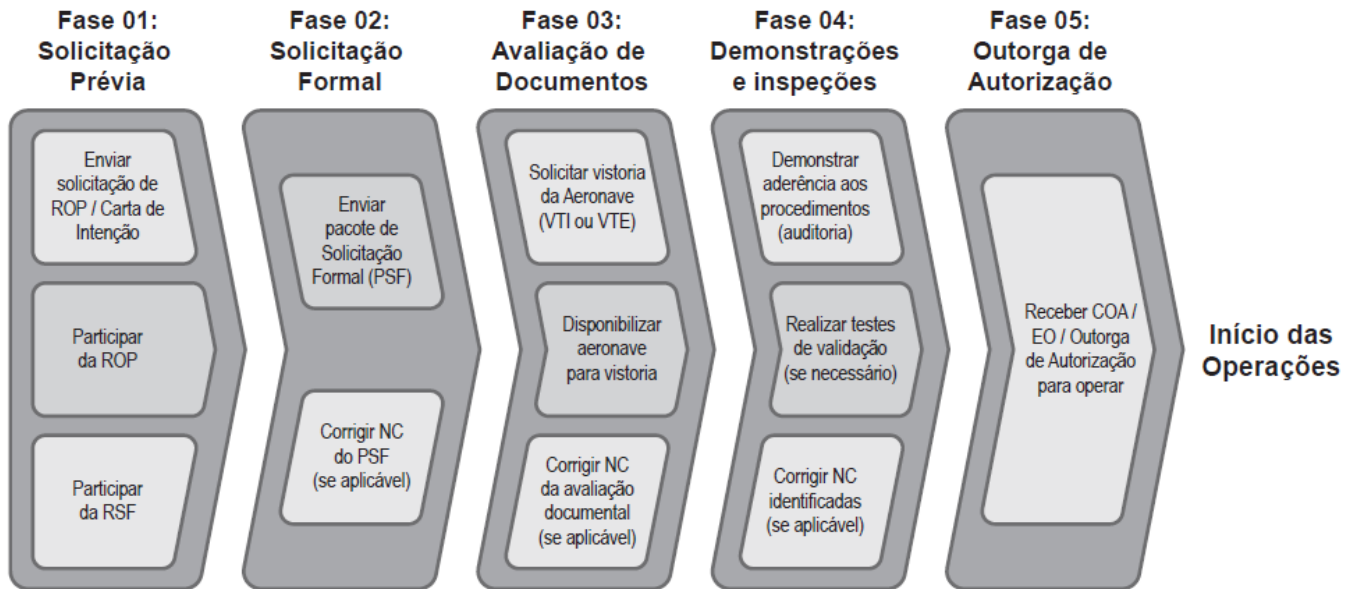 Fase 01:
Solicitação
Prévia
Enviar
solicitação de
ROP / Carta de
Intenção
Participar
da ROP
Participar
da RSF
Fase 02:
Solicitação
Formal
Enviar
pacote de
Solicitação
Formal (PSF)
Corrigir NC
do PSF
(se aplicável)
Fase 03:
Avaliação de
Documentos
Solicitar vistoria
da Aeronave
(VTI ou VTE)
Disponibilizar
aeronave
para vistoria
Corrigir NC
da avaliação
documental
(se aplicável)
Fase 04:
Demonstrações
e inspeções
Demonstrar
aderência aos
procedimentos
(auditoria)
Realizar testes
de validação
(se necessário)
Corrigir NC
identificadas
(se aplicável)
Fase 05:
Outorga de
Autorização
Receber COA /
EO / Outorga
de Autorização
para operar
Início das
Operações